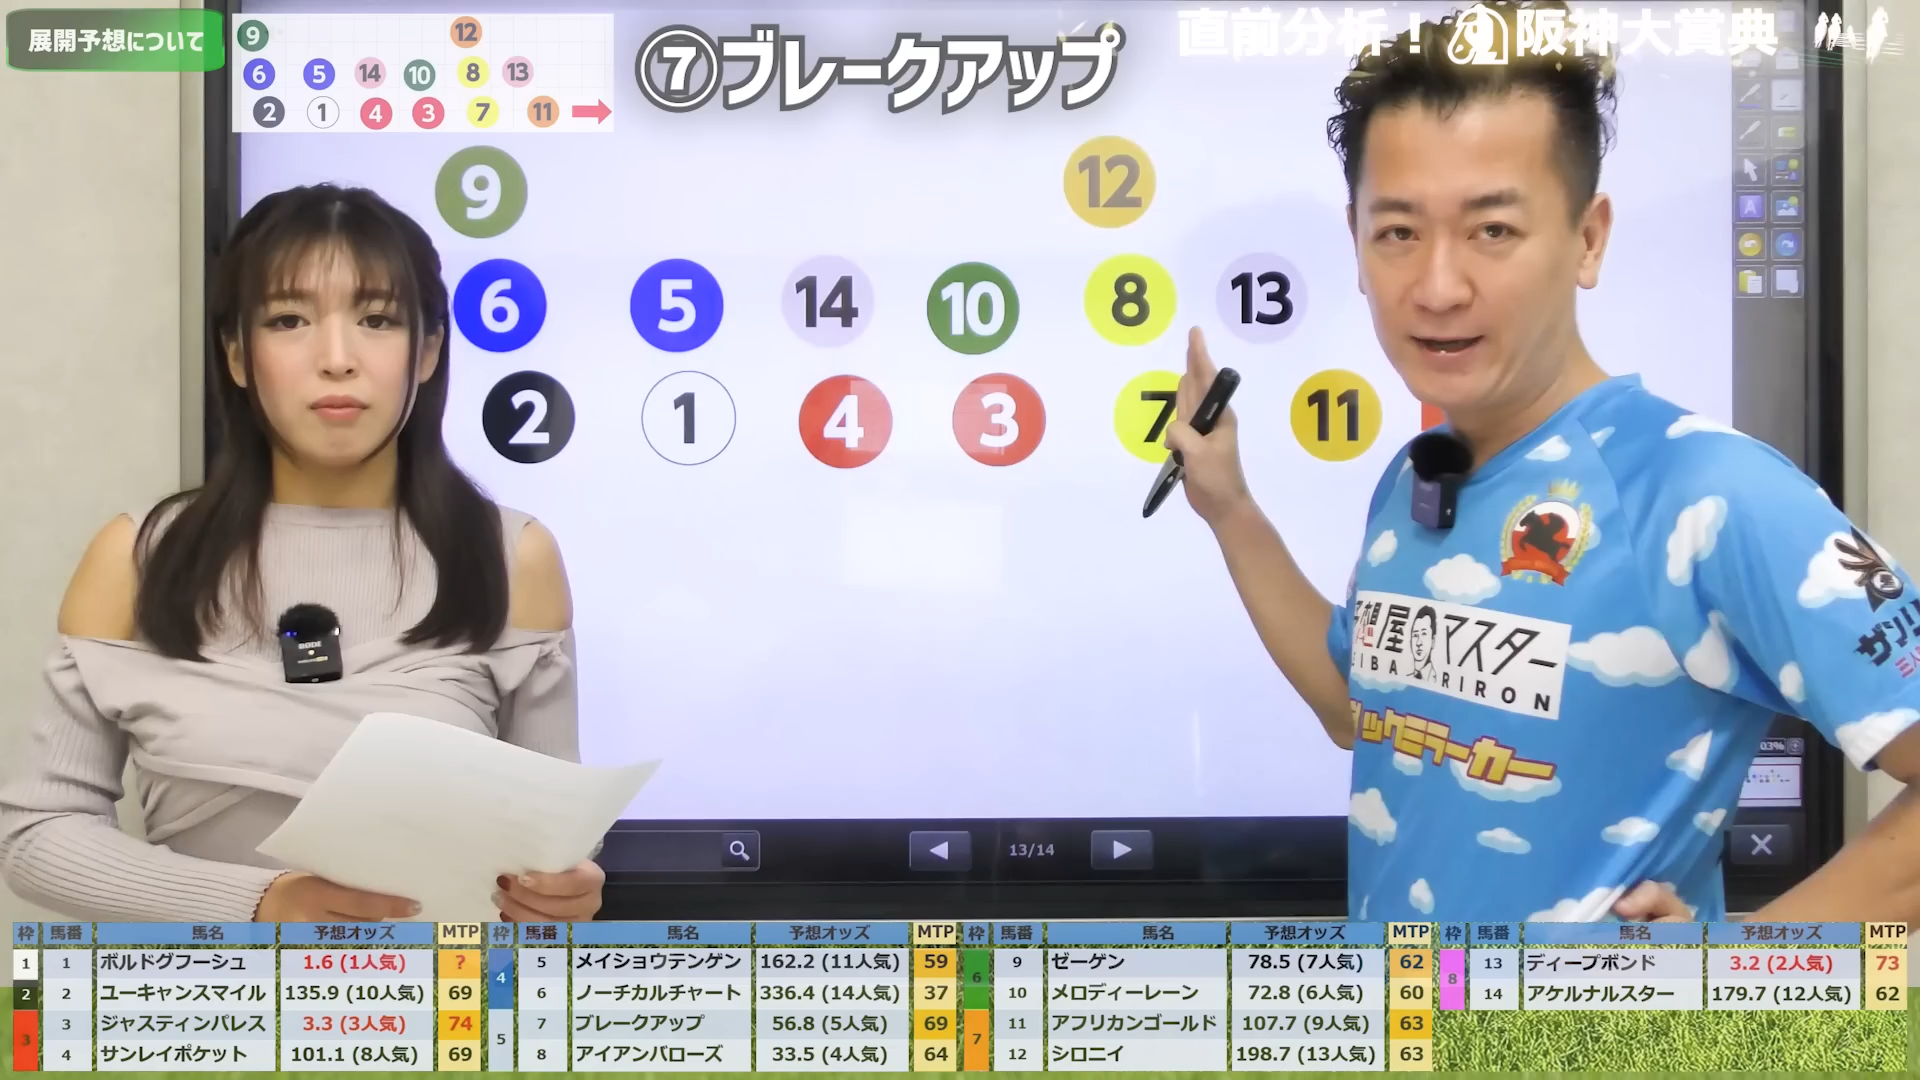 展開予想について
9 12
6 5 14 10 8 13
2 1 4 3 7 11
⑦ブレークアップ
直前分析！
阪神大賞典
9 12
6 5 14 10 8 13
2 1 4 3 7 11
RODE
マスター
RIRON
13/14
枠 馬番 馬名 予想オッズ MTP
1 1 ボルドグフーシュ 1.6 (1人気) ?
2 2 ユーキャンスマイル 135.9 (10人気) 69
3 3 ジャスティンパレス 3.3 (3人気) 74
4 サンレイポケット 101.1 (8人気) 69
枠 馬番 馬名 予想オッズ MTP
4 5 メイショウテンゲン 162.2 (11人気) 59
6 ノーチカルチャート 336.4 (14人気) 37
5 7 ブレークアップ 56.8 (5人気) 69
8 アイアンバローズ 33.5 (4人気) 64
枠 馬番 馬名 予想オッズ MTP
6 9 ゼーゲン 78.5 (7人気) 62
10 メロディーレーン 72.8 (6人気) 60
7 11 アフリカンゴールド 107.7 (9人気) 63
12 シロニイ 198.7 (13人気) 63
枠 馬番 馬名 予想オッズ MTP
8 13 ディープボンド 3.2 (2人気) 73
14 アケルナルスター 179.7 (12人気) 62